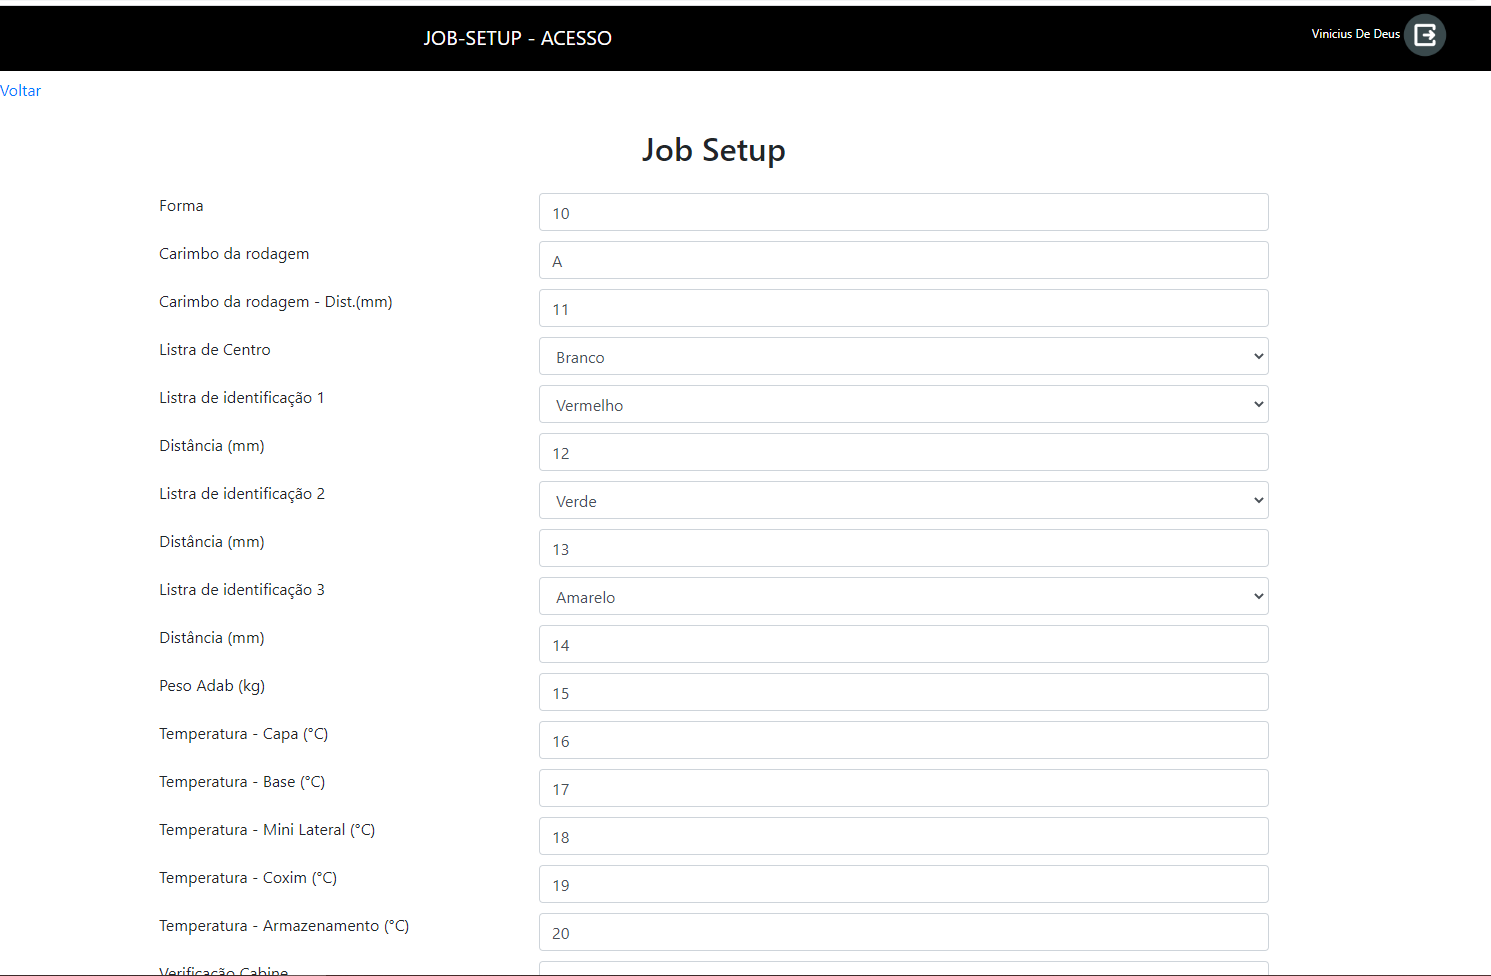 JOB-SETUP - ACESSO
Vinicius De Deus
Voltar
Job Setup
Forma 10
Carimbo da rodagem A
Carimbo da rodagem - Dist.(mm) 11
Listra de Centro Branco
Listra de identificação 1 Vermelho
Distância (mm) 12
Listra de identificação 2 Verde
Distância (mm) 13
Listra de identificação 3 Amarelo
Distância (mm) 14
Peso Adab (kg) 15
Temperatura - Capa (°C) 16
Temperatura - Base (°C) 17
Temperatura - Mini Lateral (°C) 18
Temperatura - Coxim (°C) 19
Temperatura - Armazenamento (°C) 20
Verificação Cabine